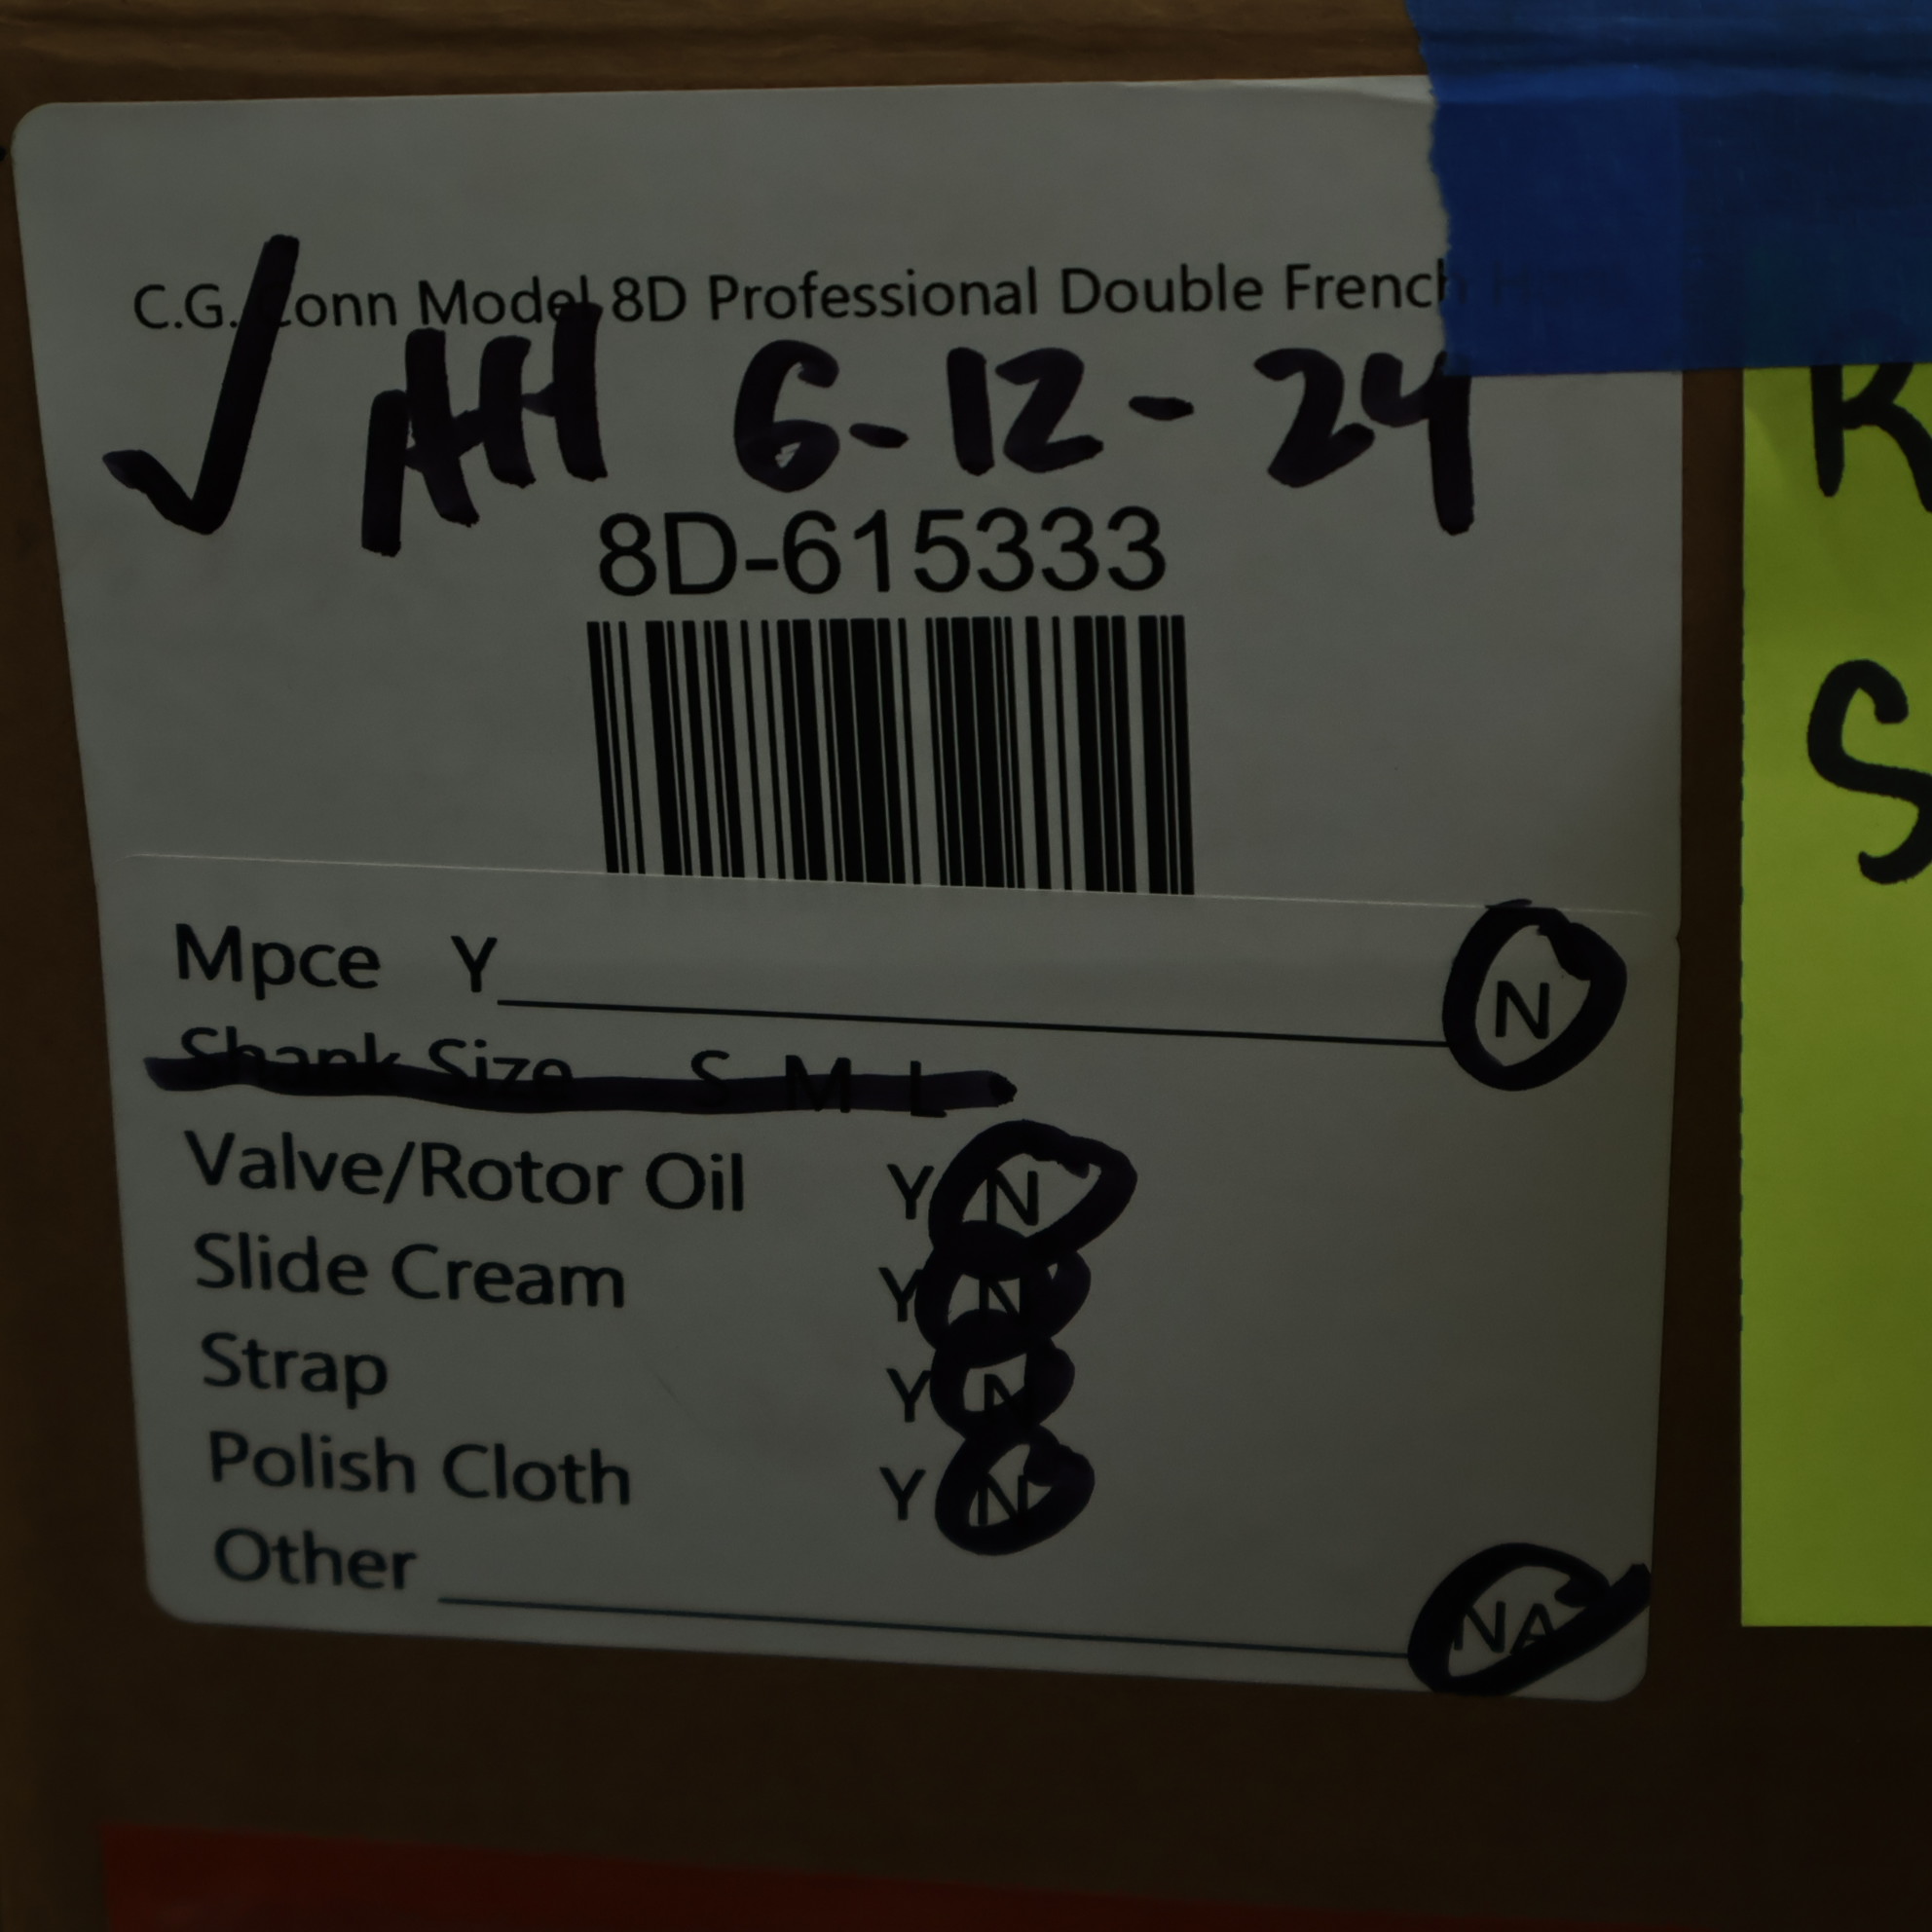 C.G. Conn Model 8D Professional Double French H
AH 6-12-24
8D-615333
Mpce Y N
Shank Size S M L
Valve/Rotor Oil Y N
Slide Cream Y N
Strap Y N
Polish Cloth Y N
Other NA
R
S